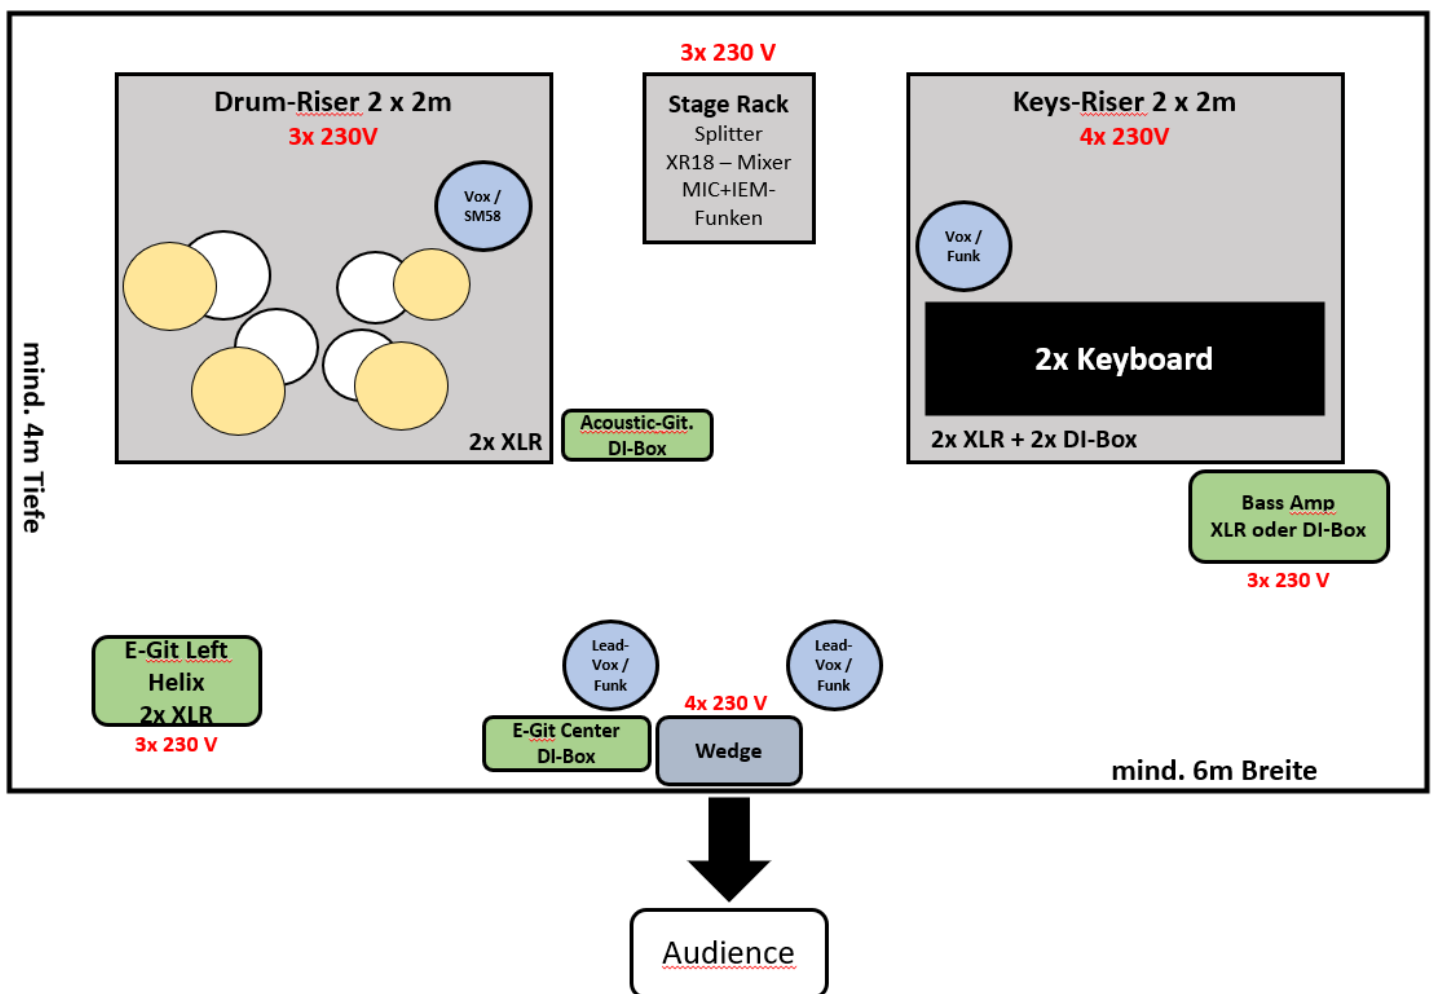 3x 230 V
Drum-Riser 2 x 2m
3x 230V
Vox /
SM58
2x XLR
Stage Rack
Splitter
XR18 – Mixer
MIC+IEM-
Funken
Keys-Riser 2 x 2m
4x 230V
Vox /
Funk
2x Keyboard
2x XLR + 2x DI-Box
Acoustic-Git.
DI-Box
mind. 4m Tiefe
Bass Amp
XLR oder DI-Box
3x 230 V
E-Git Left
Helix
2x XLR
3x 230 V
Lead-
Vox /
Funk
Lead-
Vox /
Funk
4x 230 V
E-Git Center
DI-Box
Wedge
mind. 6m Breite
Audience